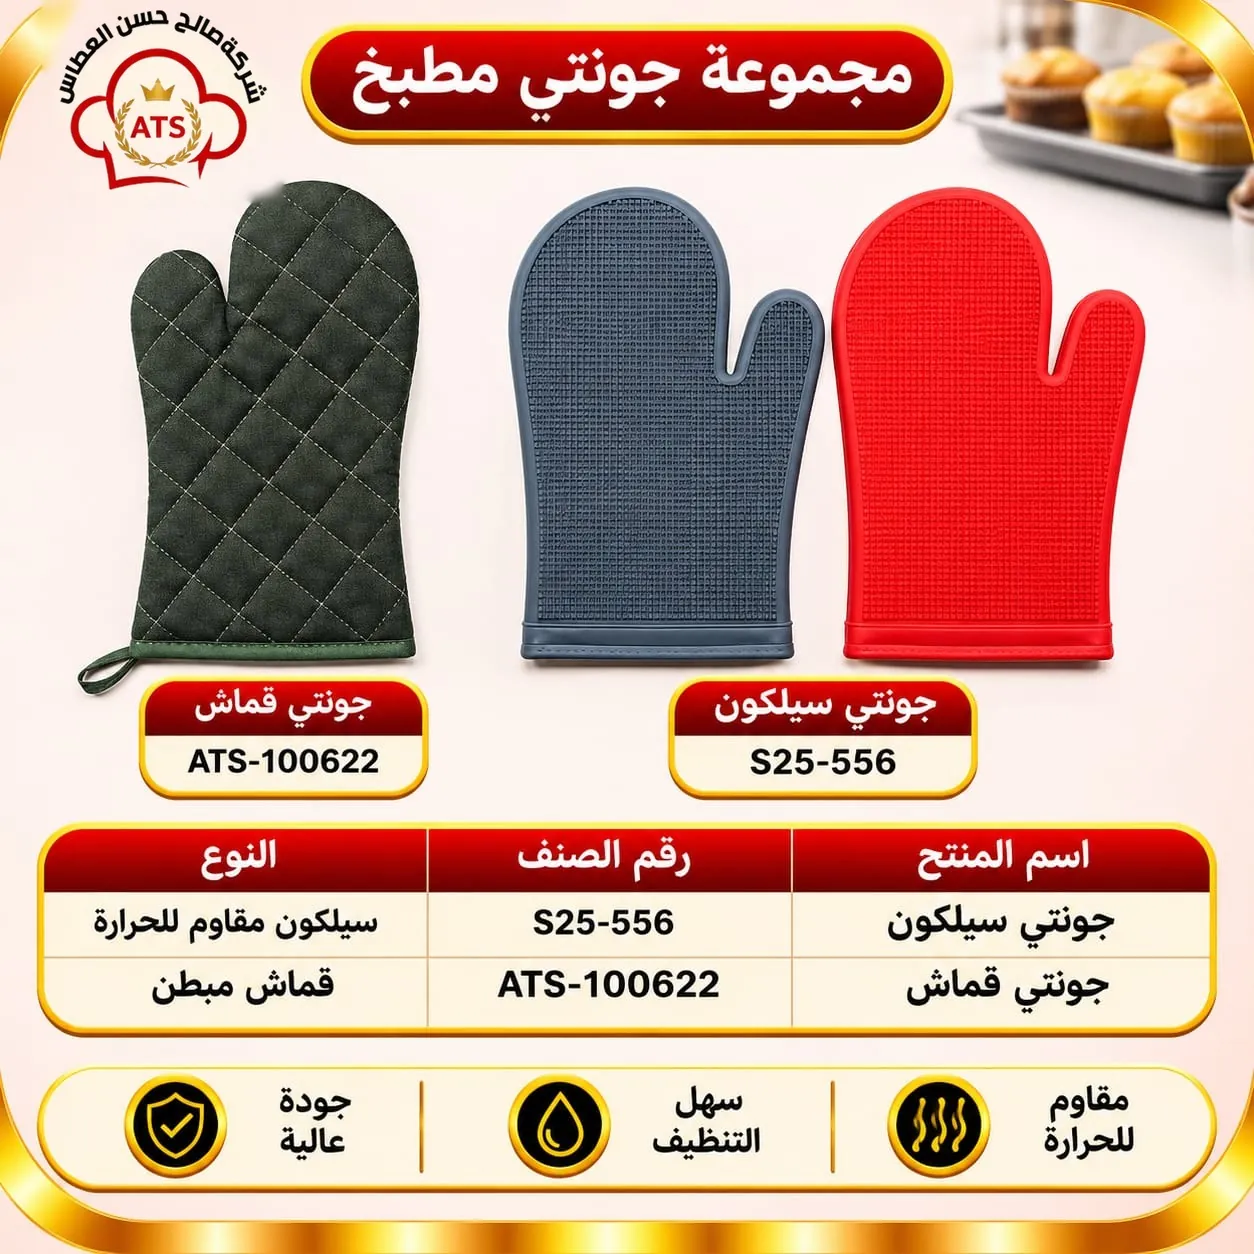 شركة صالح حسن العطاس
ATS
مجموعة جونتي مطبخ
جونتي سيلكون
S25-556
جونتي قماش
ATS-100622
اسم المنتج رقم الصنف النوع
جونتي سيلكون S25-556 سيلكون مقاوم للحرارة
جونتي قماش ATS-100622 قماش مبطن
مقاوم
للحرارة
سهل
التنظيف
جودة
عالية